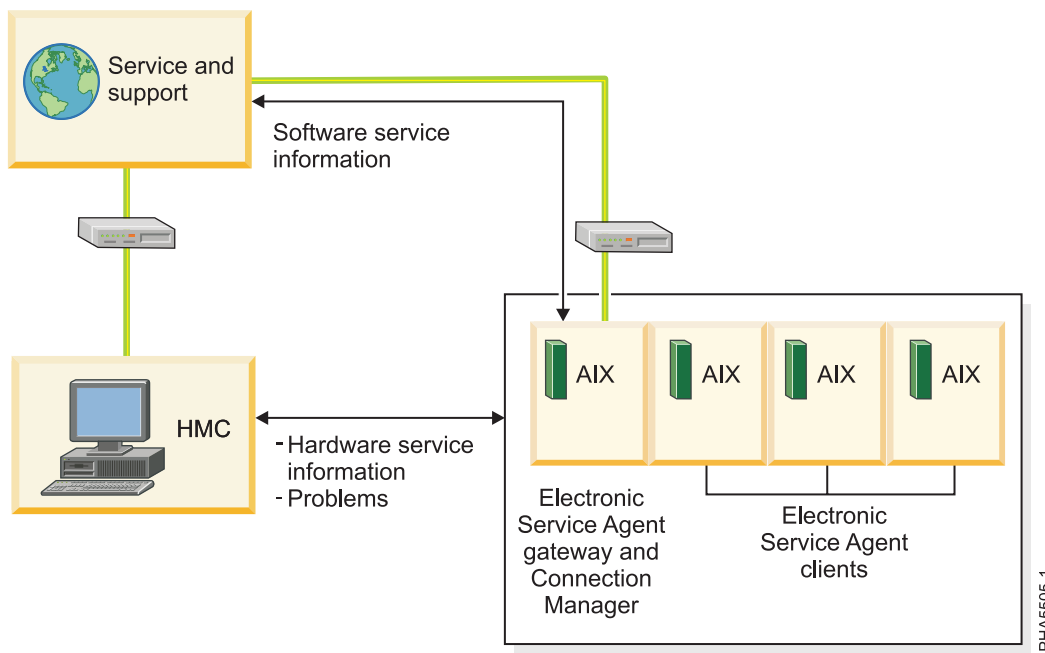 Service and
support
Software service
information
HMC
- Hardware service
information
- Problems
AIX
AIX
AIX
AIX
Electronic
Service Agent
gateway and
Connection
Manager
Electronic
Service Agent
clients